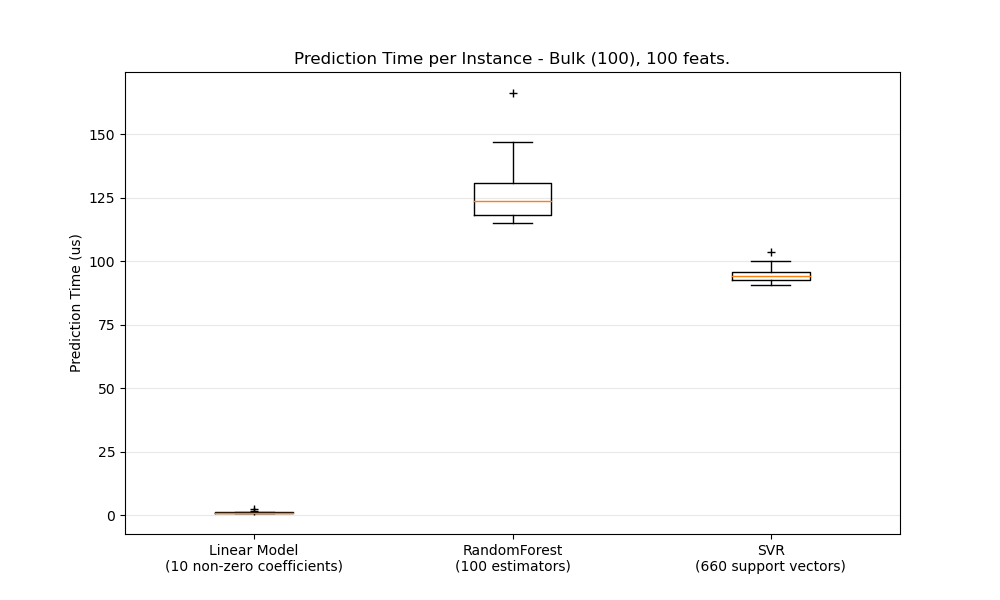 Prediction Time per Instance - Bulk (100), 100 feats.
Prediction Time (us)
150
125
100
75
50
25
0
Linear Model
(10 non-zero coefficients)
RandomForest
(100 estimators)
SVR
(660 support vectors)